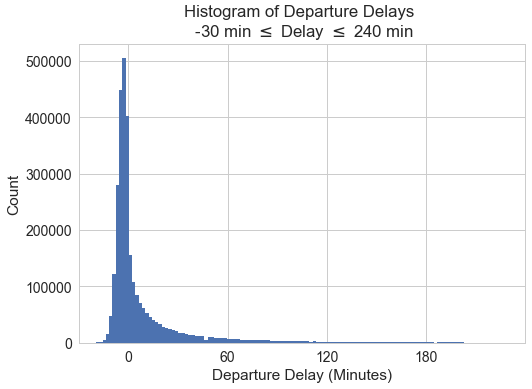 Histogram of Departure Delays
-30 min ≤ Delay ≤ 240 min
500000
400000
300000
200000
100000
0
Count
0 60 120 180
Departure Delay (Minutes)